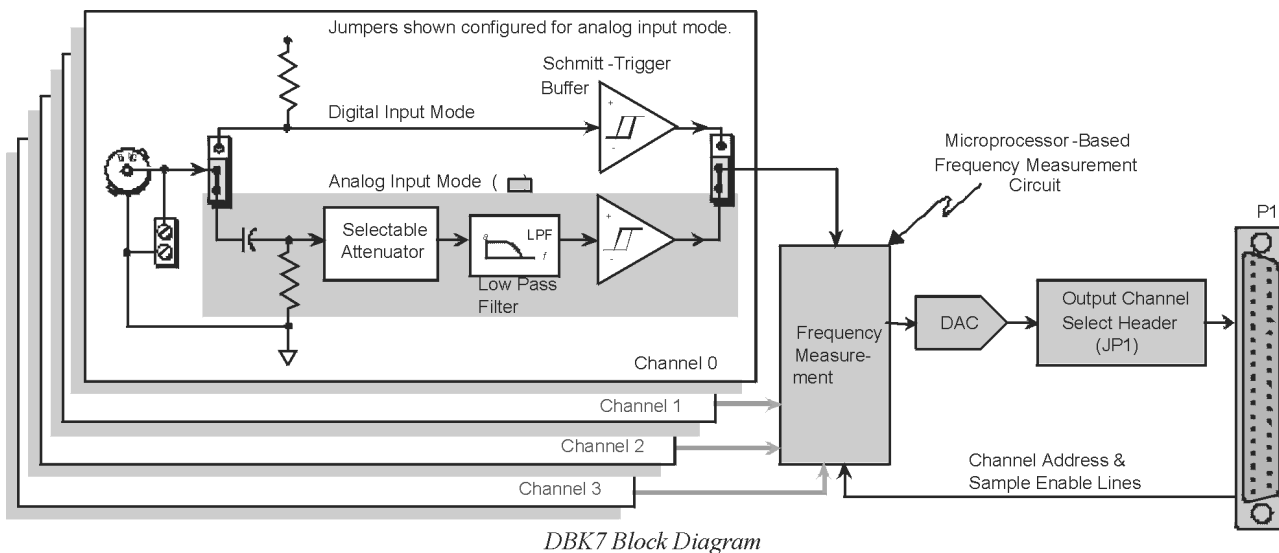 Jumpers shown configured for analog input mode.
Schmitt -Trigger
Buffer
Digital Input Mode
Analog Input Mode (    )
Selectable
Attenuator
LPF
f
Low Pass
Filter
+
-
+
-
Channel 0
Channel 1
Channel 2
Channel 3
Microprocessor -Based
Frequency Measurement
Circuit
Frequency
Measure-
ment
DAC
Output Channel
Select Header
(JP1)
P1
Channel Address &
Sample Enable Lines
DBK7 Block Diagram